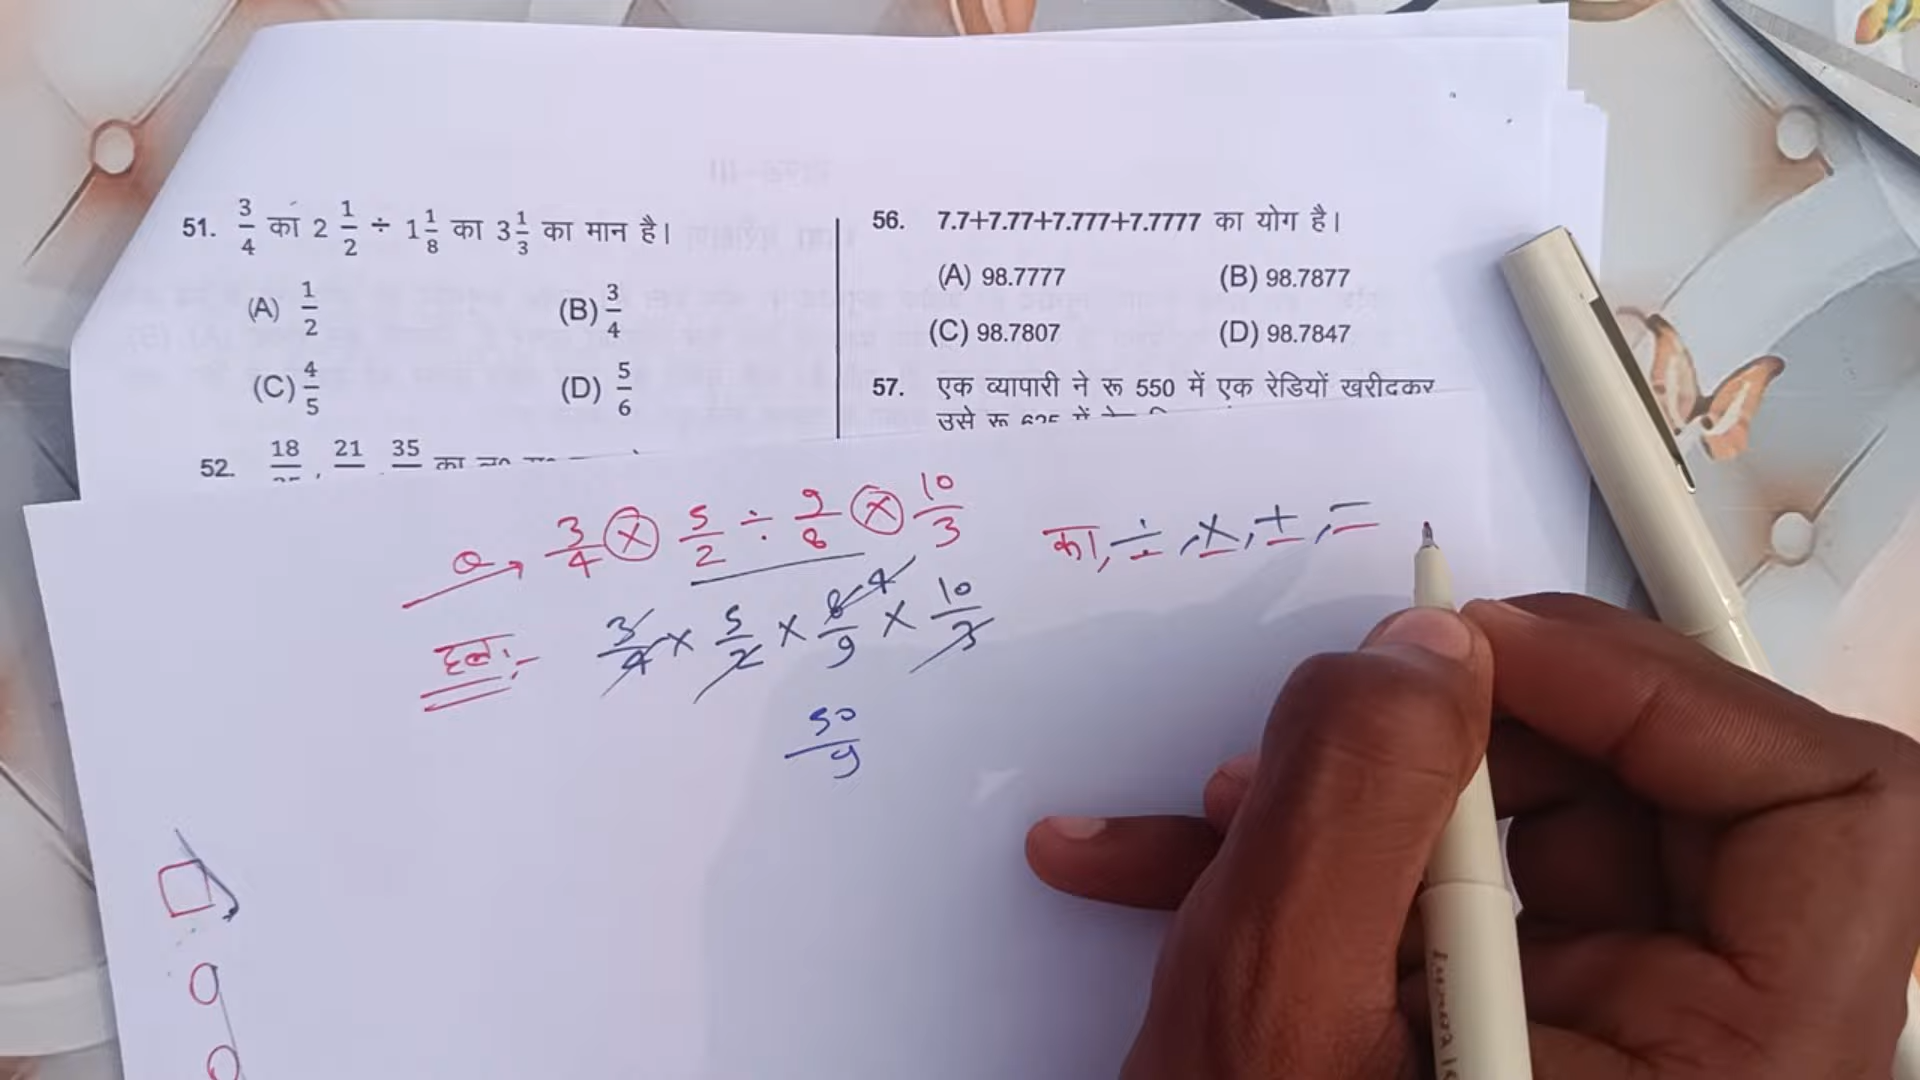 51. 3/4 का 2 1/2 ÷ 1 1/8 का 3 1/3 का मान है।
(A) 1/2 (B) 3/4
(C) 4/5 (D) 5/6
52. 18 , 21 , 35 का
56. 7.7+7.77+7.777+7.7777 का योग है।
(A) 98.7777 (B) 98.7877
(C) 98.7807 (D) 98.7847
57. एक व्यापारी ने रू 550 में एक रेडियों खरीदकर
उसे रू 625 में
Q → 3/4 × 5/2 ÷ 9/8 × 10/3
का, ÷, ×, +, =
हल:- 3/4 × 5/2 × 8/9 4 × 10/3
50/9